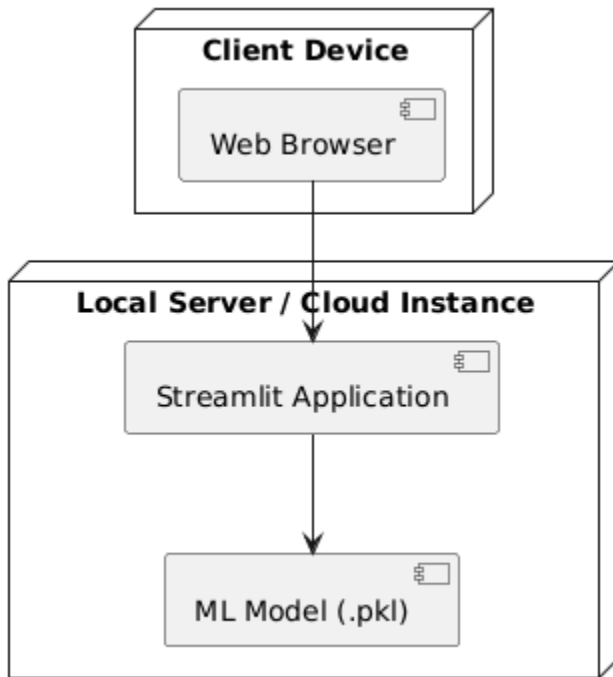 Client Device
Web Browser
Local Server / Cloud Instance
Streamlit Application
ML Model (.pkl)